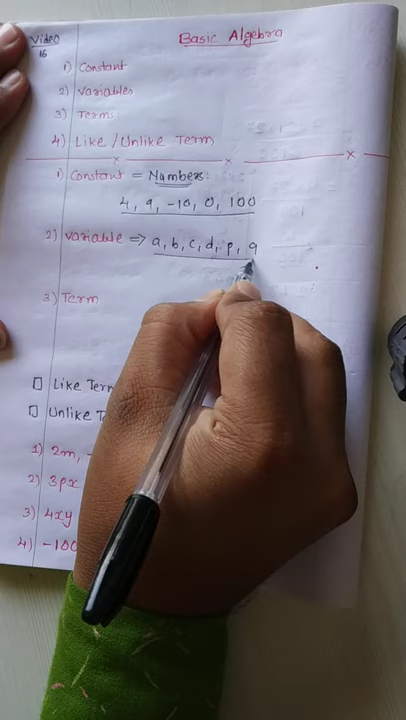 Video
16
Basic Algebra
1) Constant
2) Variables
3) Terms
4) Like / Unlike Term
1) Constant = Numbers:
4, 9, -10, 0, 100
2) Variable ⇒ a, b, c, d, p, q
3) Term
□ Like Term
□ Unlike T
1) 2m, -
2) 3px
3) 4xy
4) -100